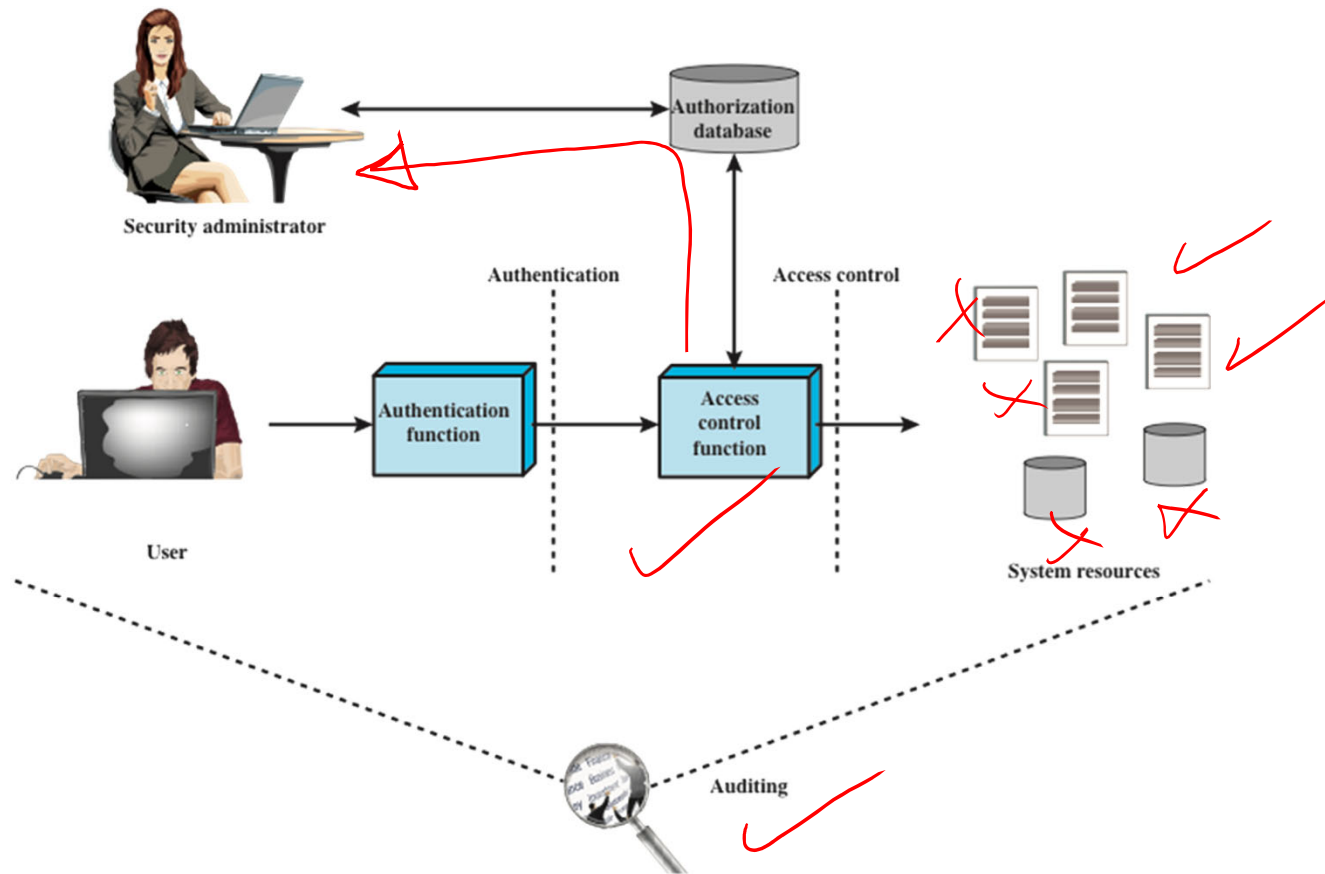 Authorization
database
Security administrator
Authentication
Access control
Authentication
function
Access
control
function
User
System resources
Auditing